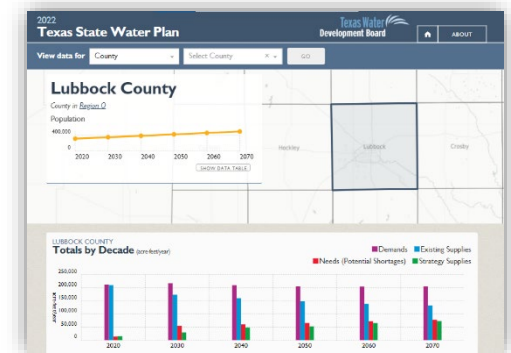 2022
Texas State Water Plan
Texas Water
Development Board
ABOUT
View data for County Select County × GO
Lubbock County
County in Region O
Population
400,000
0
2020 2030 2040 2050 2060 2070
SHOW DATA TABLE
Hockley Lubbock Crosby
LUBBOCK COUNTY
Totals by Decade (acre-feet/year)
Demands Existing Supplies
Needs (Potential Shortages) Strategy Supplies
250,000
200,000
150,000
100,000
50,000
0
acre-feet/year
2020 2030 2040 2050 2060 2070